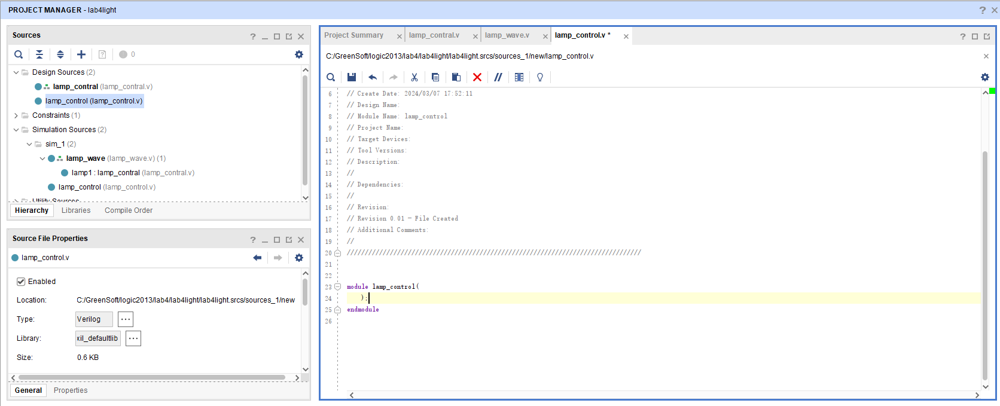 PROJECT MANAGER - lab4light
Sources
0
Design Sources (2)
lamp_contral (lamp_contral.v)
lamp_control (lamp_control.v)
Constraints (1)
Simulation Sources (2)
sim_1 (2)
lamp_wave (lamp_wave.v) (1)
lamp1 : lamp_contral (lamp_contral.v)
lamp_control (lamp_control.v)
Utility Sources
Hierarchy Libraries Compile Order
Source File Properties
lamp_control.v
Enabled
Location: C:/GreenSoft/logic2013/lab4/lab4light/lab4light.srcs/sources_1/new
Type: Verilog ...
Library: xil_defaultlib ...
Size: 0.6 KB
General Properties
Project Summary lamp_contral.v lamp_wave.v lamp_control.v *
C:/GreenSoft/logic2013/lab4/lab4light/lab4light.srcs/sources_1/new/lamp_control.v
6 // Create Date: 2024/03/07 17:52:11
7 // Design Name:
8 // Module Name: lamp_control
9 // Project Name:
10 // Target Devices:
11 // Tool Versions:
12 // Description:
13 //
14 // Dependencies:
15 //
16 // Revision:
17 // Revision 0.01 - File Created
18 // Additional Comments:
19 //
20 //////////////////////////////////////////////////////////////////////////////////
21
22
23 module lamp_control(
24 );
25 endmodule
26